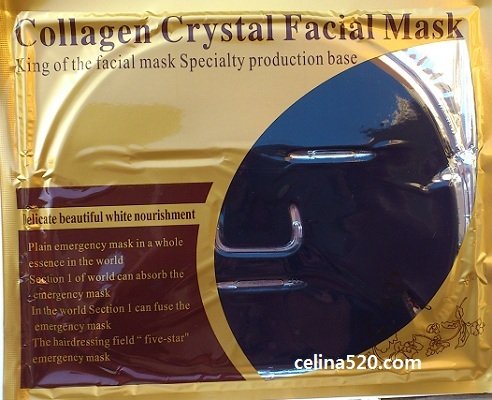 Collagen Crystal Facial Mask
King of the facial mask Specialty production base
Delicate beautiful white nourishment
Plain emergency mask in a whole
essence in the world
Section 1 of world can absorb the
emergency mask
In the world Section 1 can fuse the
emergency mask
The hairdressing field “ five-star"
emergency mask
celina520.com